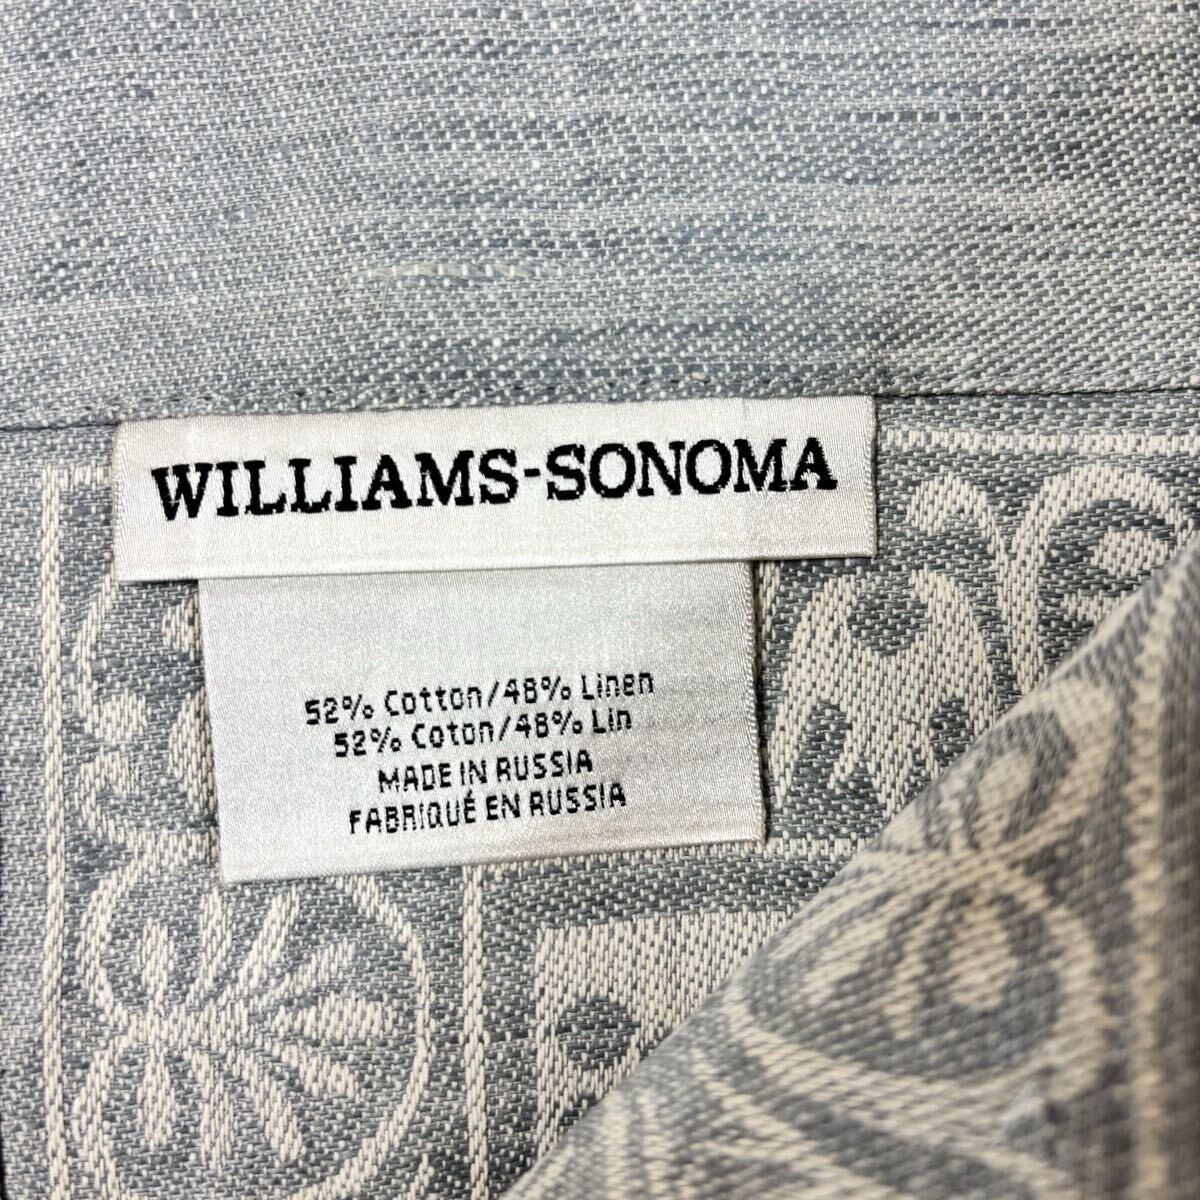 WILLIAMS-SONOMA
52% Cotton/48% Linen
52% Coton/48% Lin
MADE IN RUSSIA
FABRIQUÉ EN RUSSIA